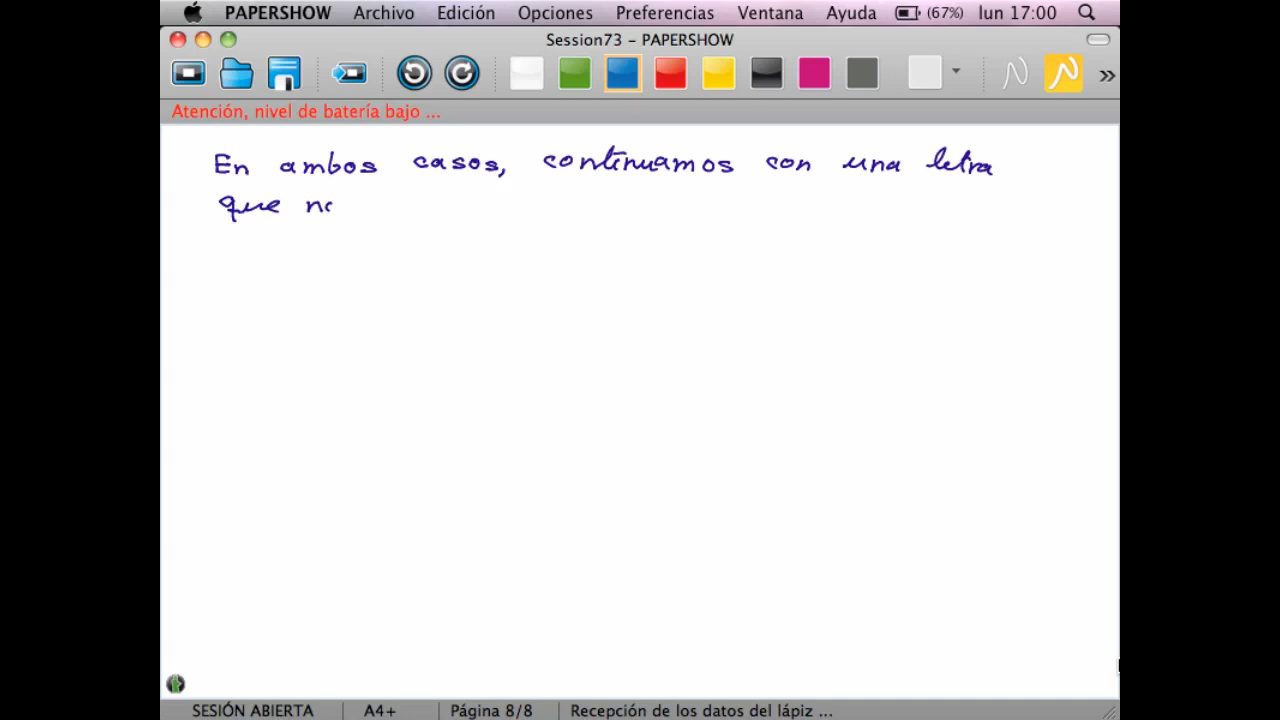 PAPERSHOW Archivo Edición Opciones Preferencias Ventana Ayuda (67%) lun 17:00
Session73 – PAPERSHOW
Atención, nivel de batería bajo ...
En ambos casos, continuamos con una letra
que no
SESIÓN ABIERTA A4+ Página 8/8 Recepción de los datos del lápiz ...